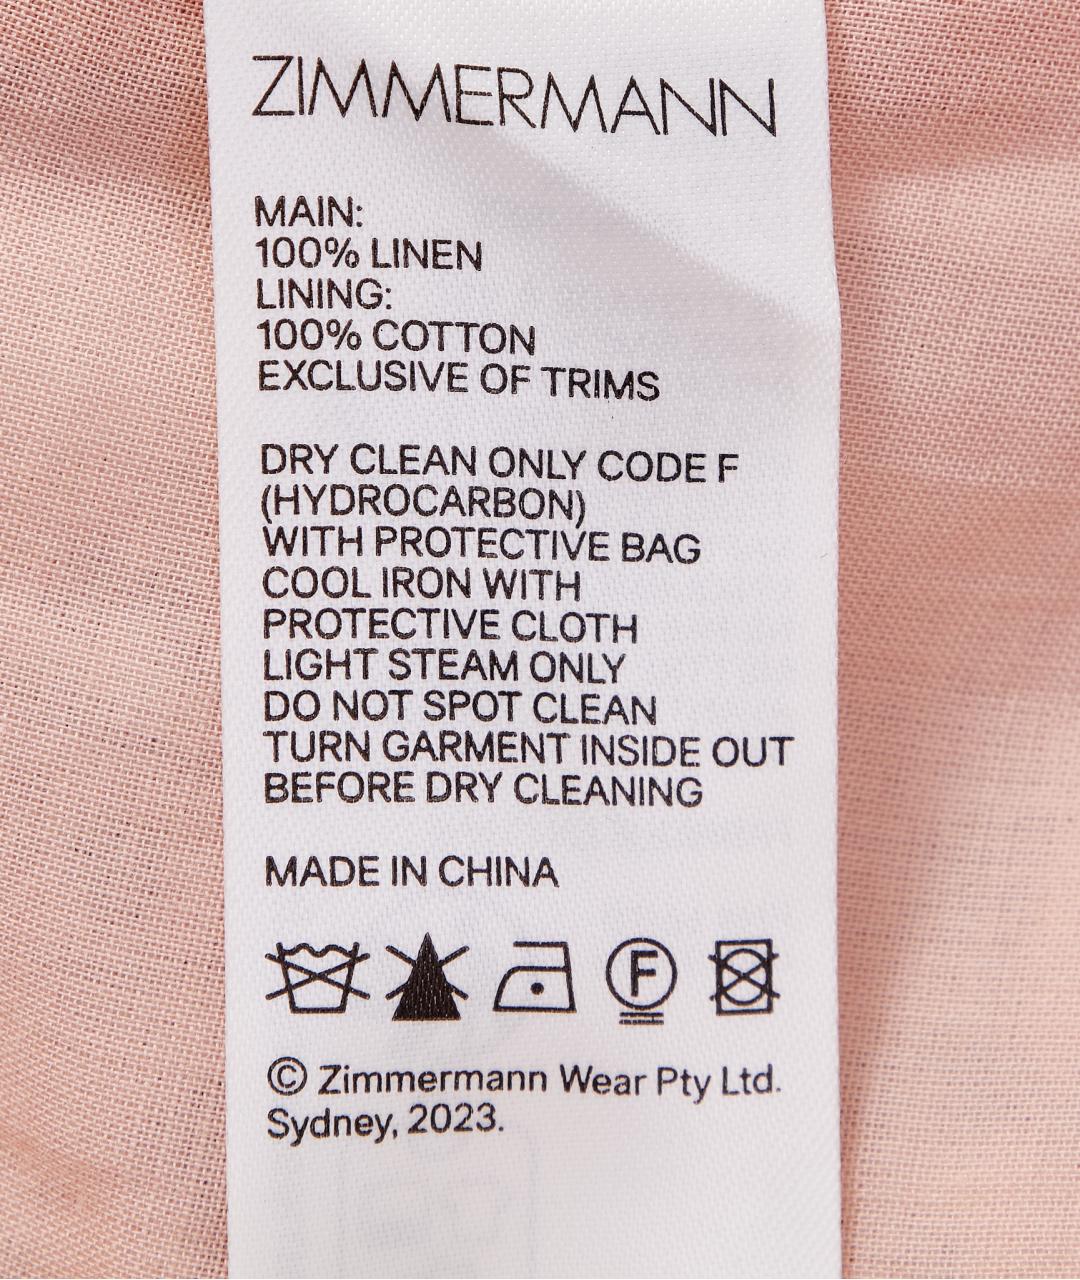 ZIMMERMANN
MAIN:
100% LINEN
LINING:
100% COTTON
EXCLUSIVE OF TRIMS
DRY CLEAN ONLY CODE F
(HYDROCARBON)
WITH PROTECTIVE BAG
COOL IRON WITH
PROTECTIVE CLOTH
LIGHT STEAM ONLY
DO NOT SPOT CLEAN
TURN GARMENT INSIDE OUT
BEFORE DRY CLEANING
MADE IN CHINA
F
© Zimmermann Wear Pty Ltd.
Sydney, 2023.